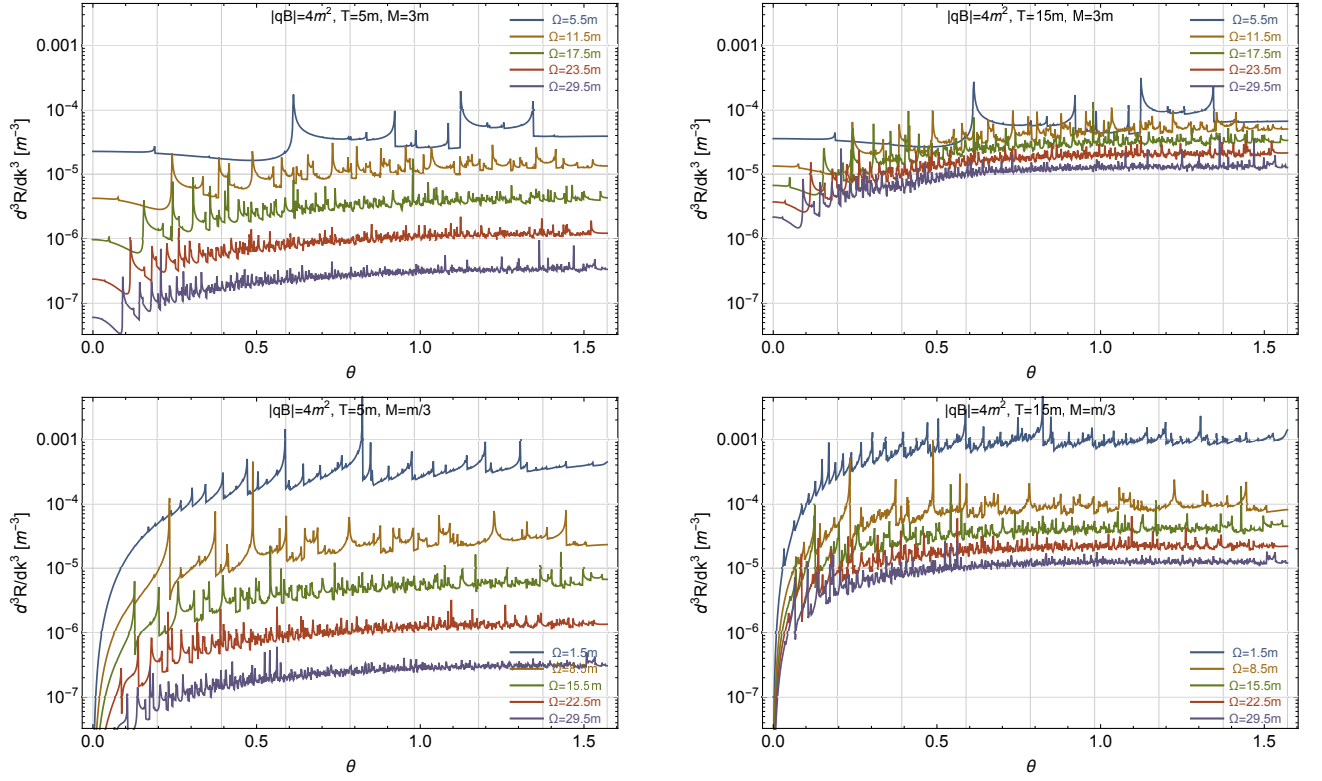 |qB|=4m², T=5m, M=3m
Ω=5.5m
Ω=11.5m
Ω=17.5m
Ω=23.5m
Ω=29.5m
0.001
10⁻⁴
10⁻⁵
10⁻⁶
10⁻⁷
d³R/dk³ [m⁻³]
0.0 0.5 1.0 1.5
θ
|qB|=4m², T=15m, M=3m
Ω=5.5m
Ω=11.5m
Ω=17.5m
Ω=23.5m
Ω=29.5m
0.001
10⁻⁴
10⁻⁵
10⁻⁶
10⁻⁷
d³R/dk³ [m⁻³]
0.0 0.5 1.0 1.5
θ
|qB|=4m², T=5m, M=m/3
0.001
10⁻⁴
10⁻⁵
10⁻⁶
10⁻⁷
d³R/dk³ [m⁻³]
Ω=1.5m
Ω=8.5m
Ω=15.5m
Ω=22.5m
Ω=29.5m
0.0 0.5 1.0 1.5
θ
|qB|=4m², T=15m, M=m/3
0.001
10⁻⁴
10⁻⁵
10⁻⁶
10⁻⁷
d³R/dk³ [m⁻³]
Ω=1.5m
Ω=8.5m
Ω=15.5m
Ω=22.5m
Ω=29.5m
0.0 0.5 1.0 1.5
θ